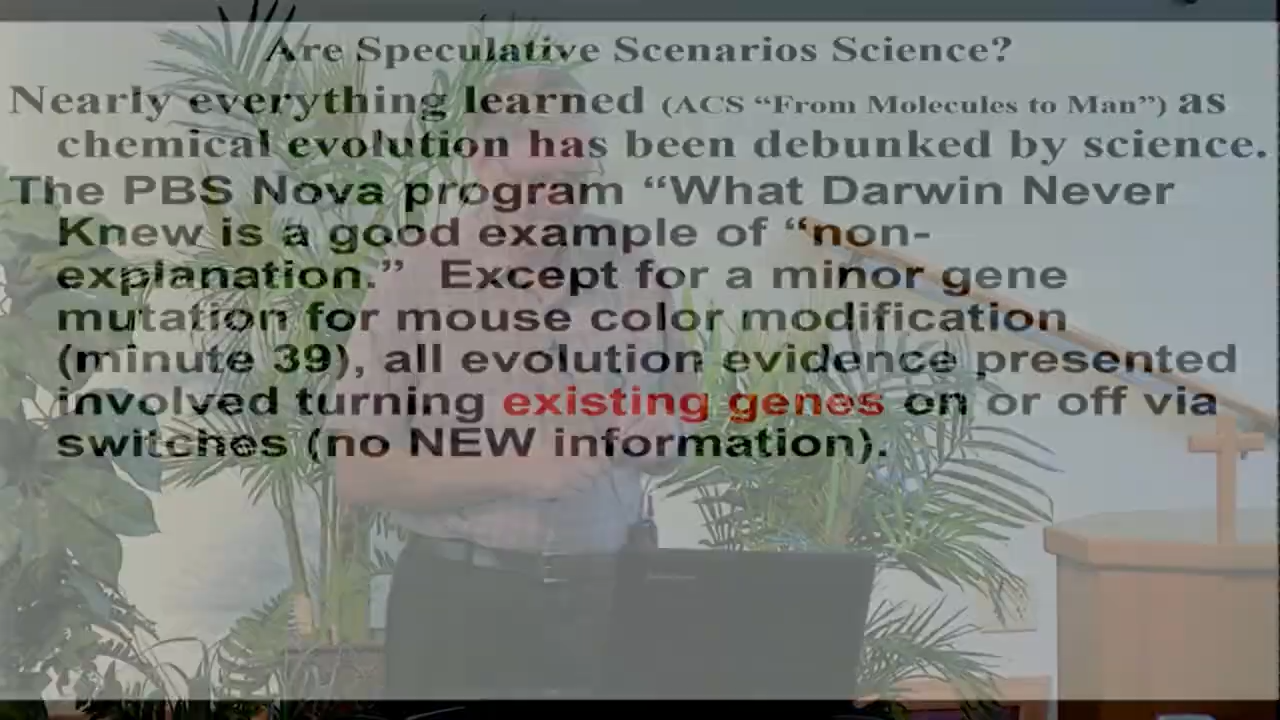 Are Speculative Scenarios Science?
Nearly everything learned (ACS “From Molecules to Man”) as
chemical evolution has been debunked by science.
The PBS Nova program “What Darwin Never
Knew is a good example of “non-
explanation.” Except for a minor gene
mutation for mouse color modification
(minute 39), all evolution evidence presented
involved turning existing genes on or off via
switches (no NEW information).